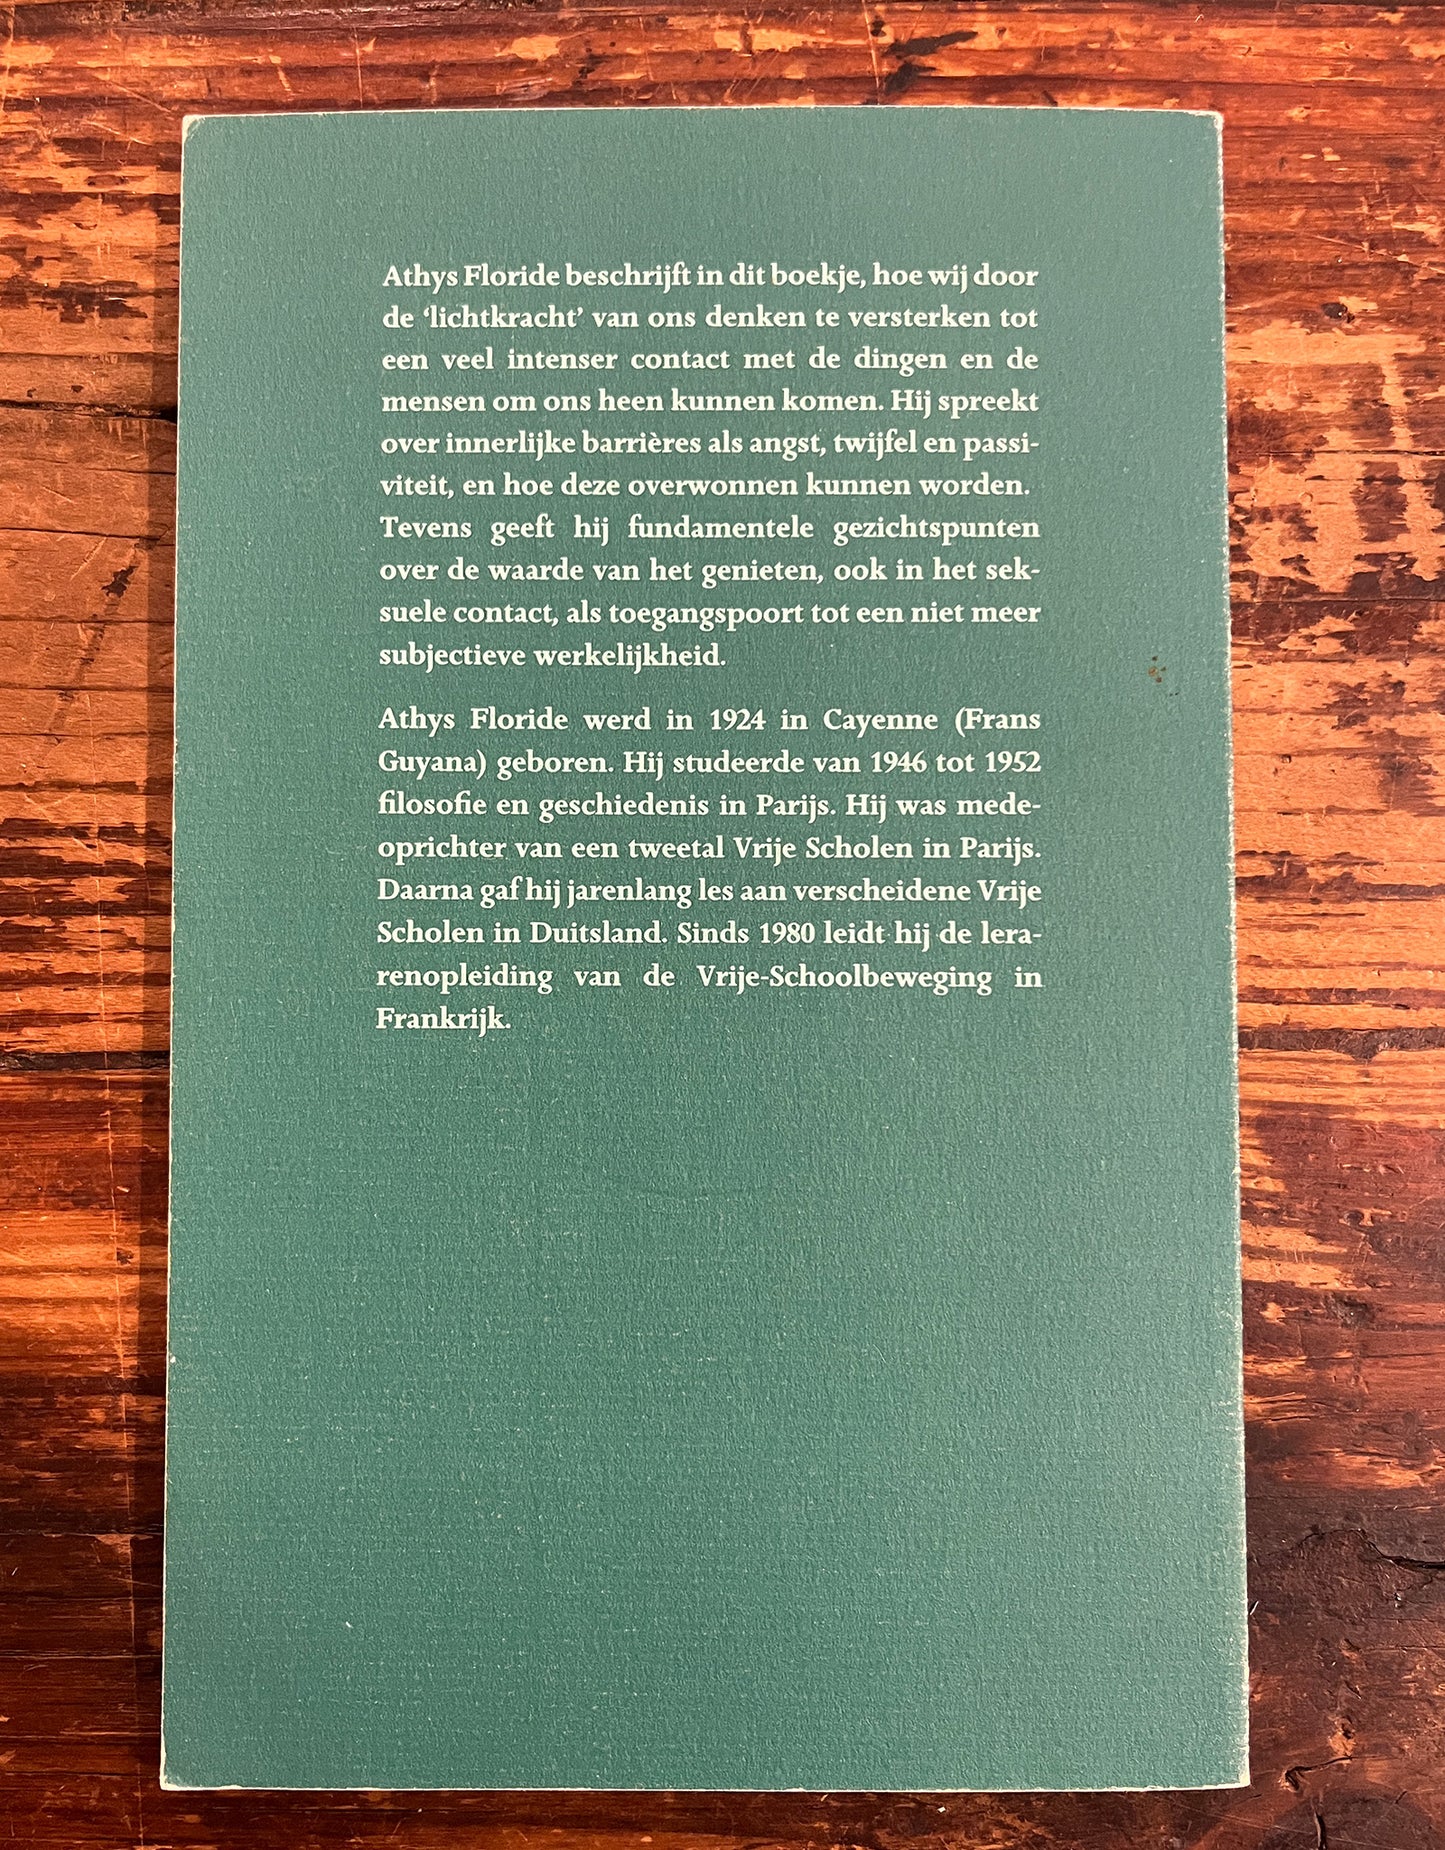 Athys Floride beschrijft in dit boekje, hoe wij door
de ‘lichtkracht’ van ons denken te versterken tot
een veel intenser contact met de dingen en de
mensen om ons heen kunnen komen. Hij spreekt
over innerlijke barrières als angst, twijfel en passi-
viteit, en hoe deze overwonnen kunnen worden.
Tevens geeft hij fundamentele gezichtspunten
over de waarde van het genieten, ook in het sek-
suele contact, als toegangspoort tot een niet meer
subjectieve werkelijkheid.
Athys Floride werd in 1924 in Cayenne (Frans
Guyana) geboren. Hij studeerde van 1946 tot 1952
filosofie en geschiedenis in Parijs. Hij was mede-
oprichter van een tweetal Vrije Scholen in Parijs.
Daarna gaf hij jarenlang les aan verscheidene Vrije
Scholen in Duitsland. Sinds 1980 leidt hij de lera-
renopleiding van de Vrije-Schoolbeweging in
Frankrijk.